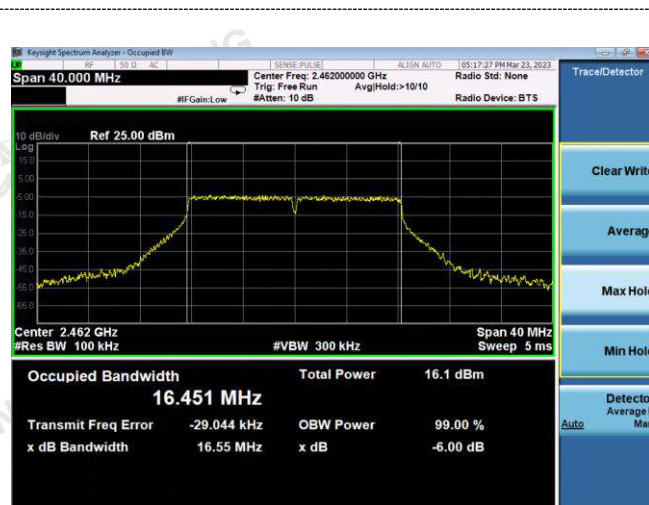 Keysight Spectrum Analyzer - Occupied BW
RF 50 Ω AC SENSE:PULSE ALIGN AUTO 05:17:27 PM Mar 23, 2023
Span 40.000 MHz
Center Freq: 2.462000000 GHz Radio Std: None
Trig: Free Run Avg|Hold:>10/10
#IFGain:Low #Atten: 10 dB Radio Device: BTS
Trace/Detector
10 dB/div Ref 25.00 dBm
Log
15.0
5.00
-5.00
-15.0
-25.0
-35.0
-45.0
-55.0
-65.0
Center 2.462 GHz Span 40 MHz
#Res BW 100 kHz #VBW 300 kHz Sweep 5 ms
Occupied Bandwidth Total Power 16.1 dBm
16.451 MHz
Transmit Freq Error -29.044 kHz OBW Power 99.00 %
x dB Bandwidth 16.55 MHz x dB -6.00 dB
Clear Writ
Average
Max Hol
Min Hol
Detecto
Average
Auto Ma